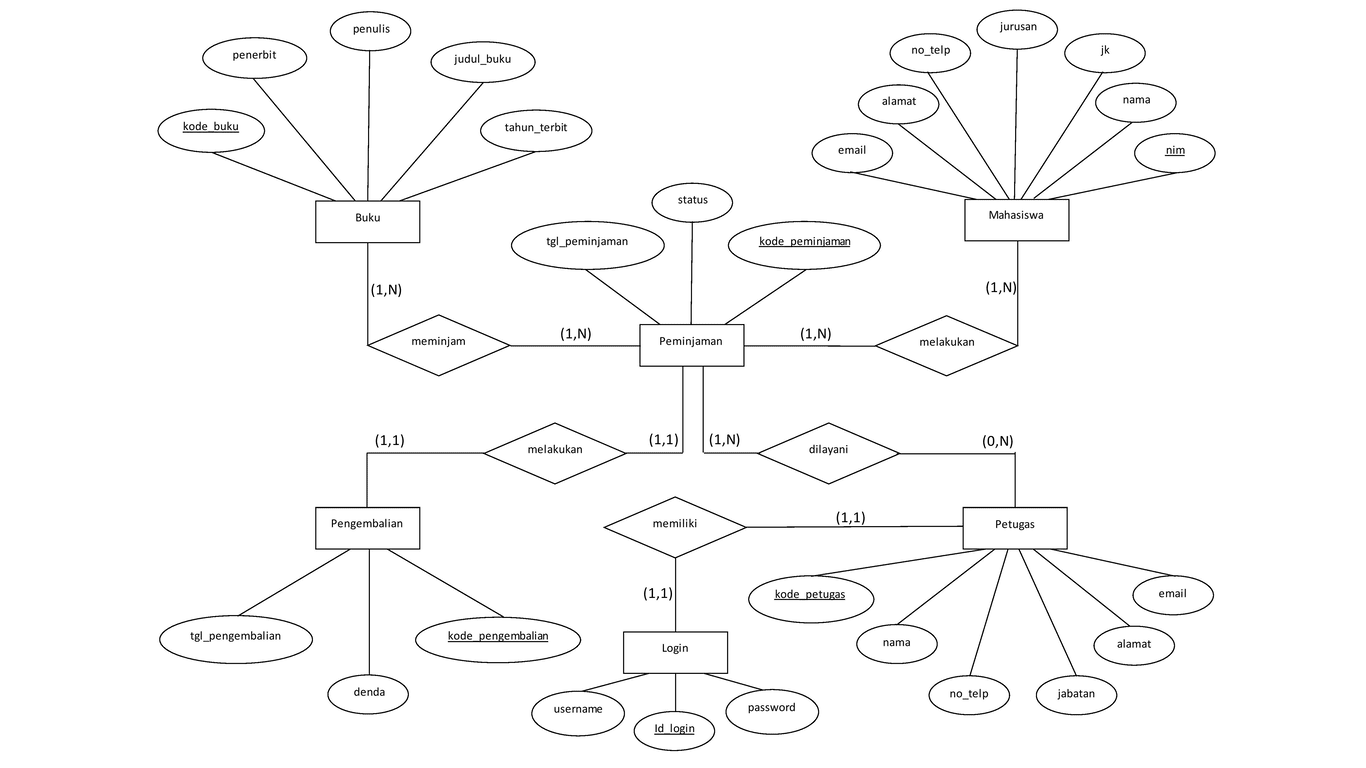 penulis
jurusan
penerbit
judul_buku
no_telp
jk
kode_buku
tahun_terbit
alamat
nama
email
nim
Buku
Mahasiswa
status
tgl_peminjaman
kode_peminjaman
(1,N)
(1,N)
meminjam
(1,N)
Peminjaman
(1,N)
melakukan
(1,1)
melakukan
(1,1)
(1,N)
dilayani
(0,N)
Pengembalian
memiliki
(1,1)
Petugas
(1,1)
tgl_pengembalian
kode_pengembalian
denda
Login
username
Id_login
password
kode_petugas
nama
no_telp
jabatan
alamat
email